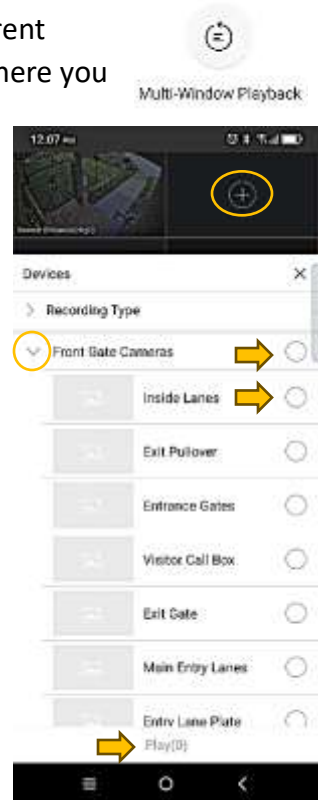 rent
here you
Multi-Window Playback
12:07
Devices
Recording Type
Front Gate Cameras
Inside Lanes
Exit Pullover
Entrance Gates
Visitor Call Box
Exit Gate
Main Entry Lanes
Entry Lane Plate
Play(0)